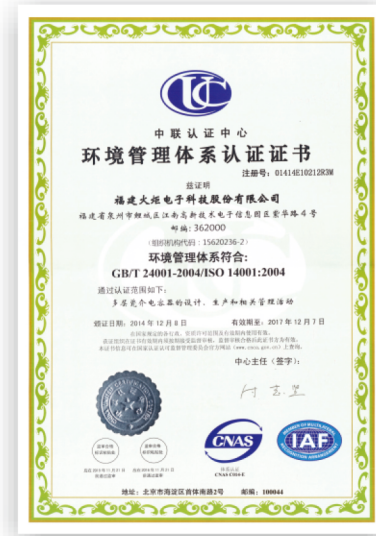 UC
中联认证中心
环境管理体系认证证书
注册号：01414E10212R3M
兹证明
福建火炬电子科技股份有限公司
福建省泉州市鲤城区江南高新技术电子信息园区紫华路4号
邮编：362000
（组织机构代码：15620236-2）
环境管理体系符合：
GB/T 24001-2004/ISO 14001:2004
通过认证范围如下：
多层瓷介电容器的设计、生产和相关管理活动
颁证日期：2014年12月8日 有效期至：2017年12月7日
中心主任（签字）：
CNAS
IAF
地址：北京市海淀区首体南路2号 邮编：100044